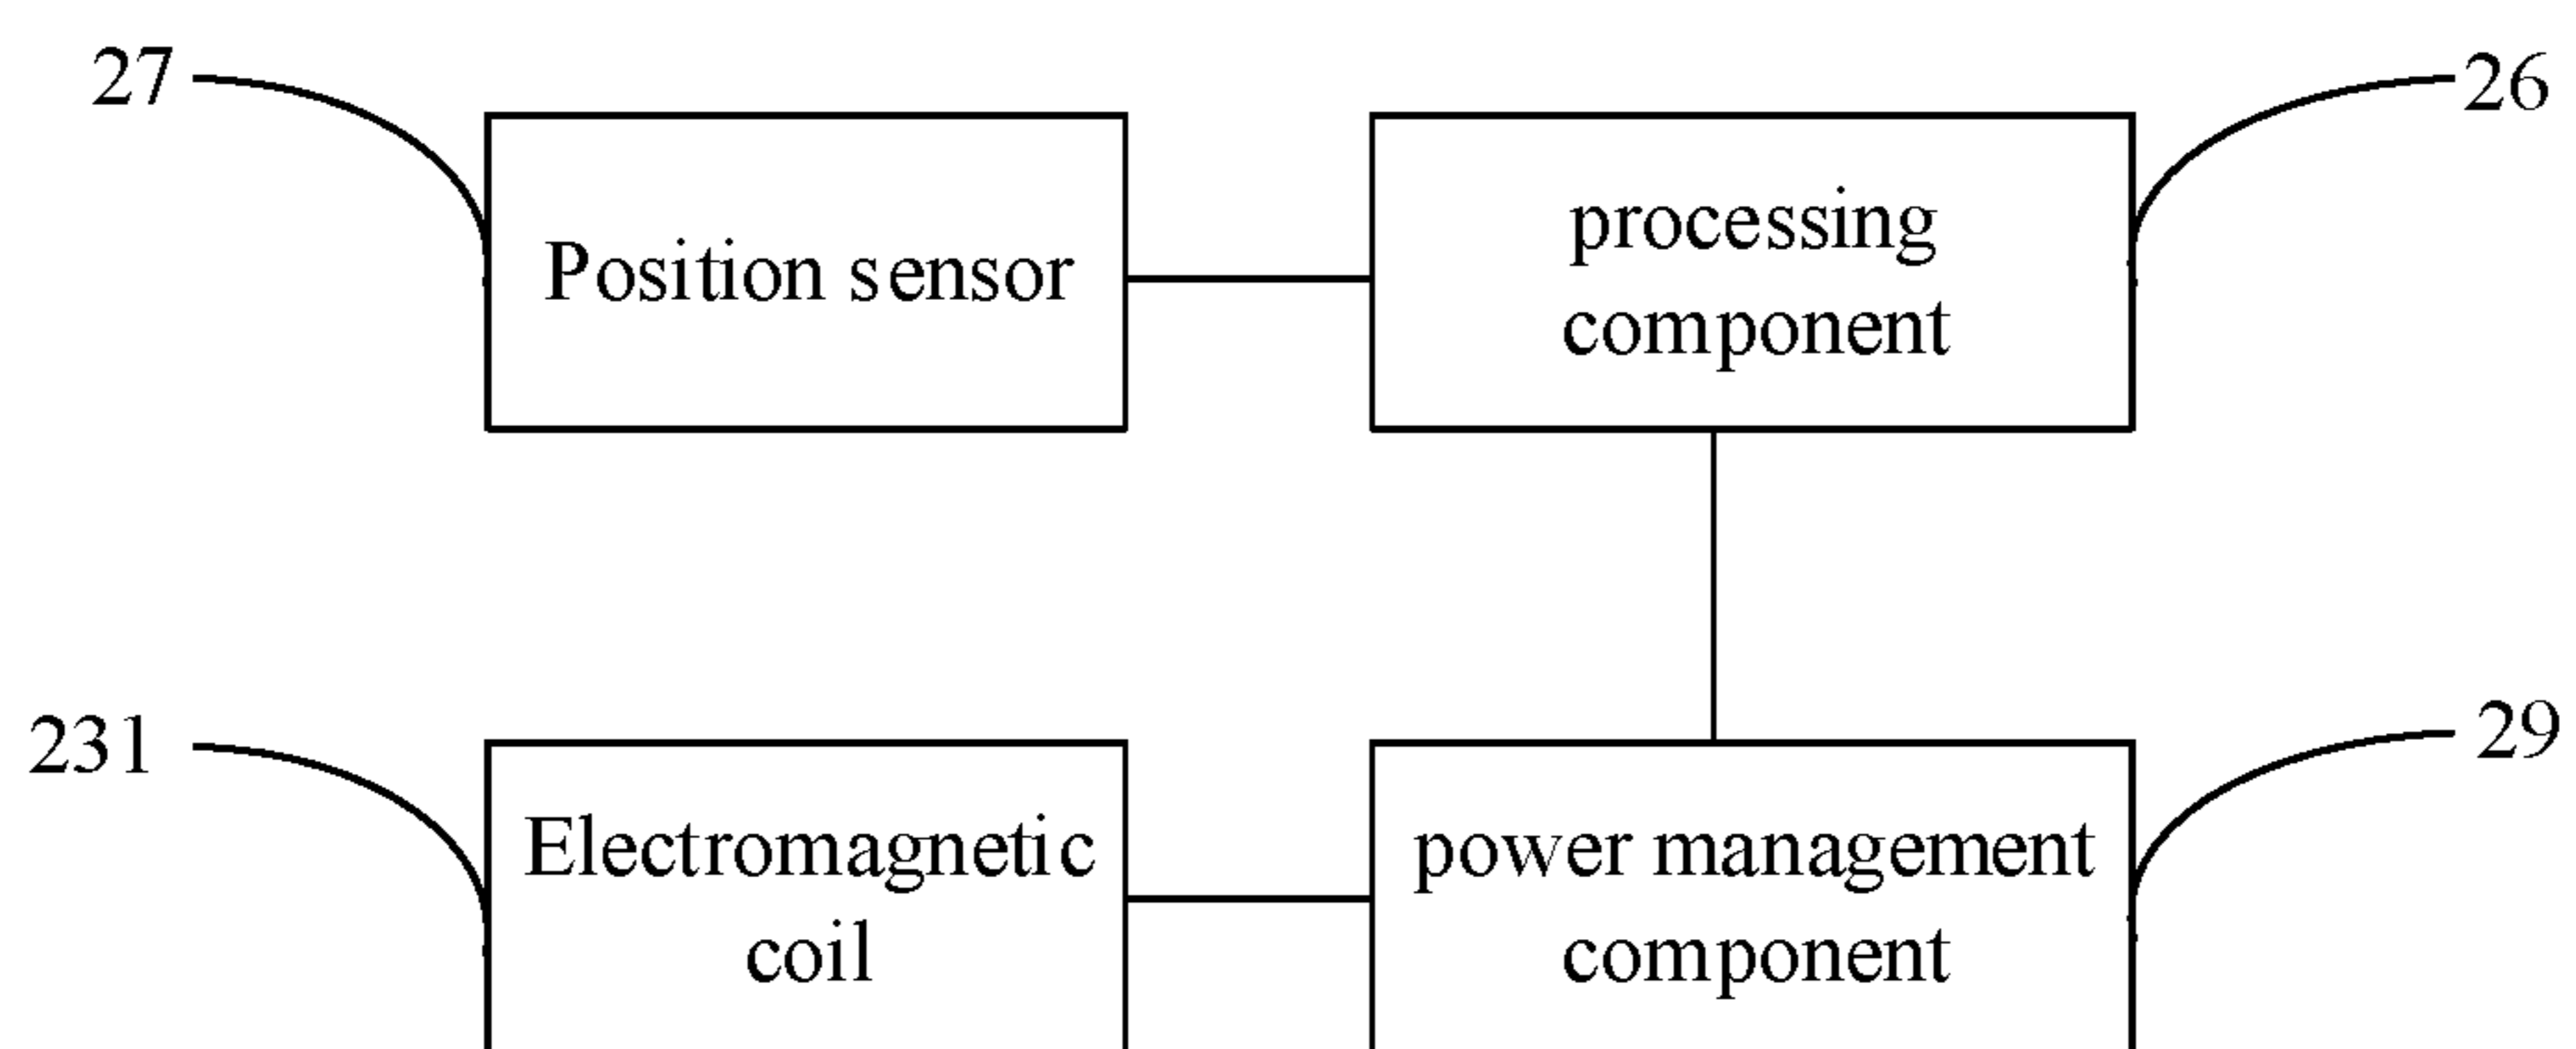 27
26
Position sensor
processing
component
231
29
Electromagnetic
coil
power management
component